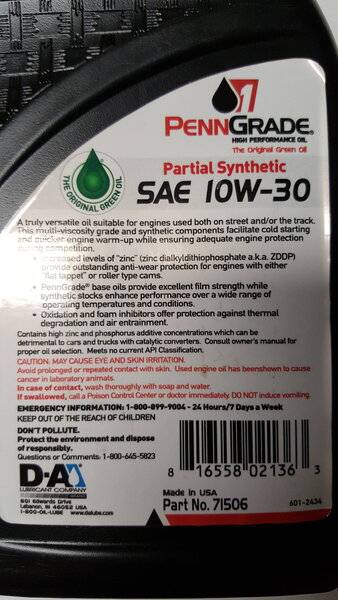 1
PENNGRADE®
HIGH PERFORMANCE OIL
The Original Green Oil
THE ORIGINAL GREEN OIL
Partial Synthetic
SAE 10W-30
A truly versatile oil suitable for engines used both on street and/or the track.
This multi-viscosity grade and synthetic components facilitate cold starting
and quicker engine warm-up while ensuring adequate engine protection
during competition.
• Increased levels of "zinc" (zinc dialkyldithiophosphate a.k.a. ZDDP)
provide outstanding anti-wear protection for engines with either
"flat tappet" or roller type cams.
• PennGrade® base oils provide excellent film strength while
synthetic stocks enhance performance over a wide range of
operating temperatures and conditions.
• Oxidation and foam inhibitors offer protection against thermal
degradation and air entrainment.
Contains high zinc and phosphorus additive concentrations which can be
detrimental to cars and trucks with catalytic converters. Consult owner's manual for
proper oil selection. Meets no current API Classification.
CAUTION. MAY CAUSE EYE AND SKIN IRRITATION.
Avoid prolonged or repeated contact with skin. Used engine oil has beenshown to cause
cancer in laboratory animals.
In case of contact, wash thoroughly with soap and water.
If swallowed, call a Poison Control Center or doctor immediately. DO NOT induce vomiting.
EMERGENCY INFORMATION: 1-800-899-9004 - 24 Hours/7 Days a Week
KEEP OUT OF THE REACH OF CHILDREN
DON'T POLLUTE.
Protect the environment and dispose
of responsibly.
Questions or Comments: 1-800-645-5823
D-A
LUBRICANT COMPANY
801 Edwards Drive
Lebanon, IN 46052 USA
1-800-OIL-LUBE www.dalube.com
8 16558 02136 3
Made in USA
Part No. 71506
601-2434